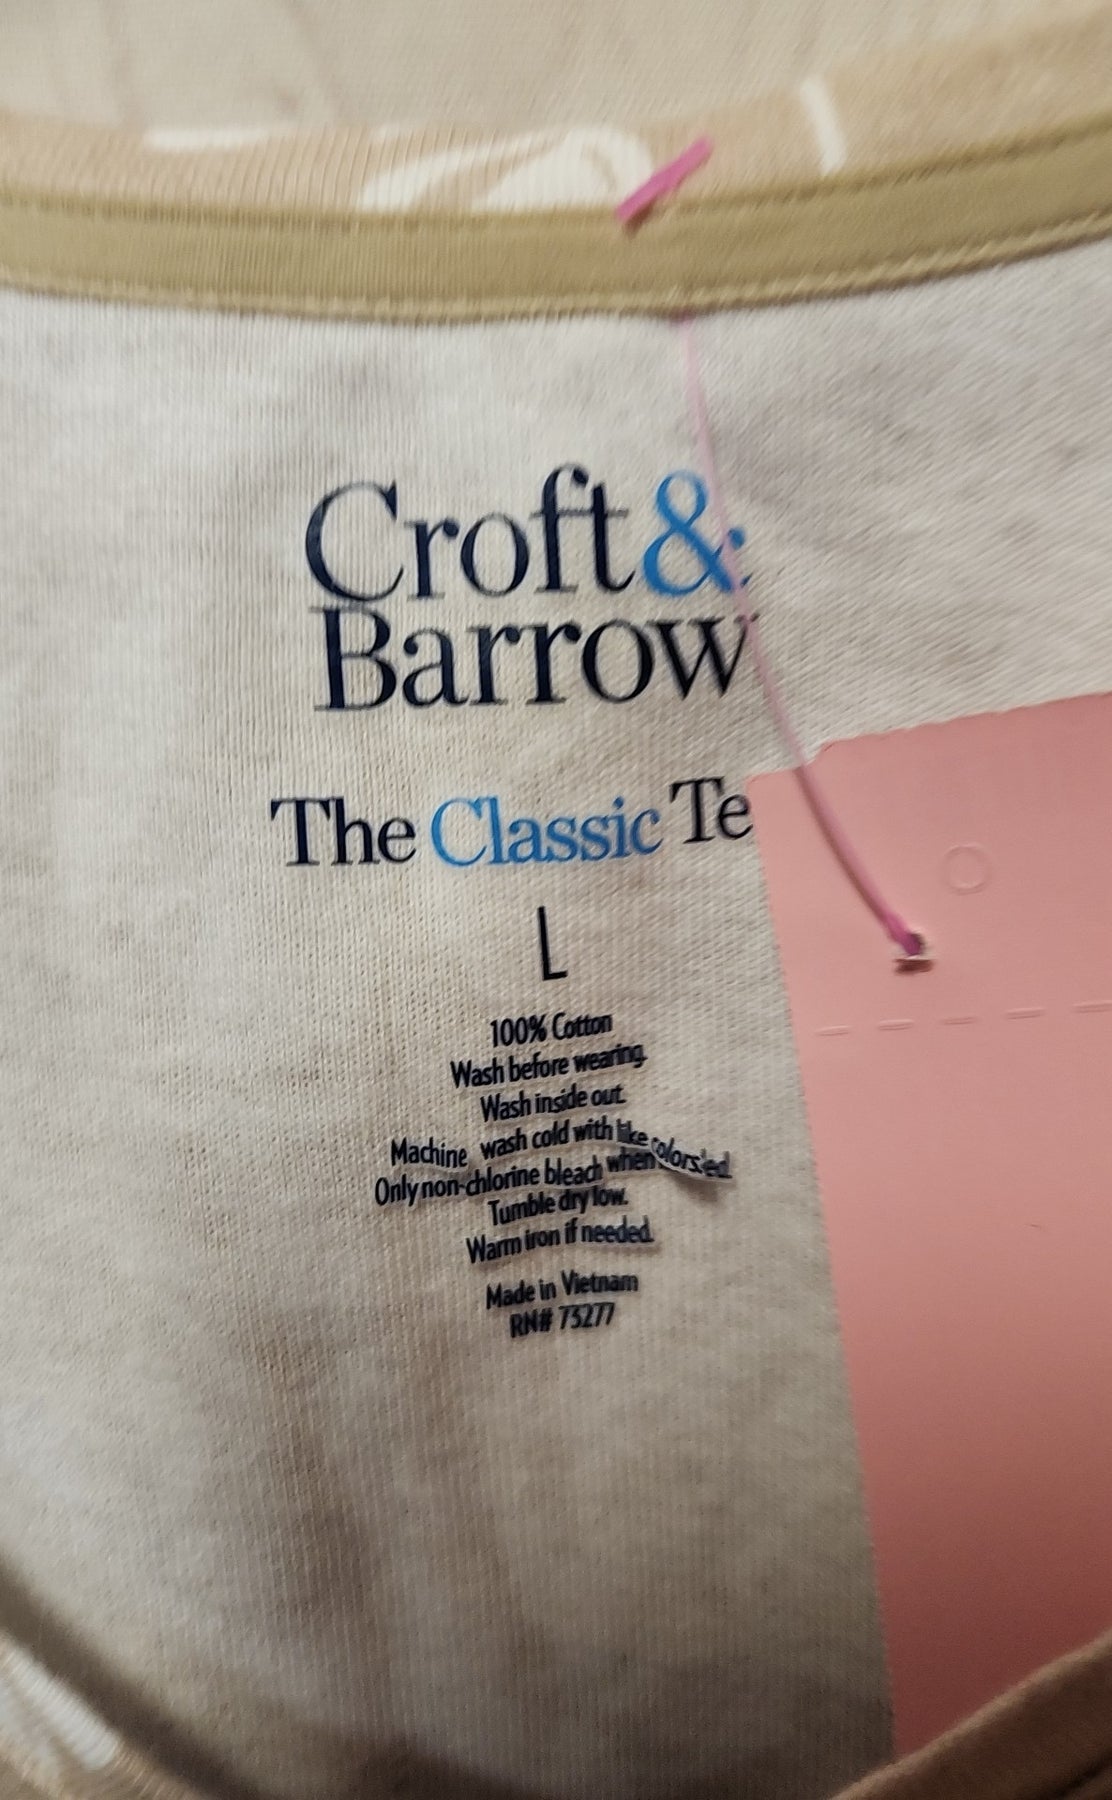 Croft &
Barrow
The Classic Te
L
100% Cotton
Wash before wearing.
Wash inside out.
Machine wash cold with like colors.
Only non-chlorine bleach when ed.
Tumble dry low.
Warm iron if needed.
Made in Vietnam
RN# 73277